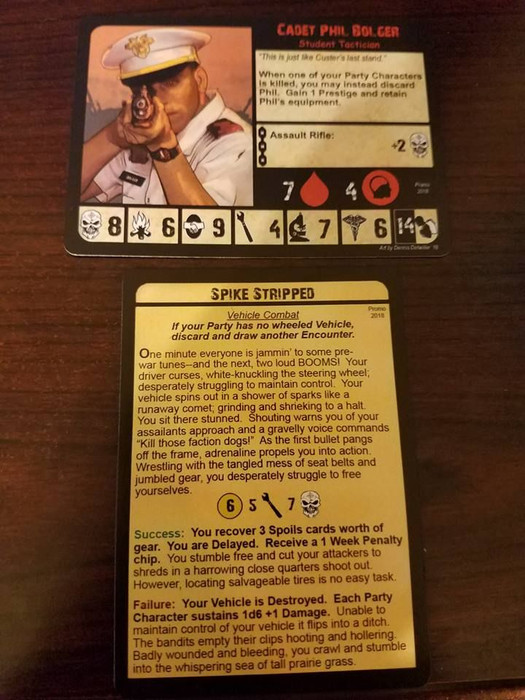 CADET PHIL BOLGER
Student Tactician
"This is just like Custer's last stand."
When one of your Party Characters
is killed, you may instead discard
Phil. Gain 1 Prestige and retain
Phil's equipment.
Assault Rifle:
+2
7 4
Promo
2018
8 6 9 4 7 6 14
Art by Dennis Detwiller '18
SPIKE STRIPPED
Promo
2018
Vehicle Combat
If your Party has no wheeled Vehicle,
discard and draw another Encounter.
One minute everyone is jammin' to some pre-
war tunes—and the next, two loud BOOMS! Your
driver curses, white-knuckling the steering wheel;
desperately struggling to maintain control. Your
vehicle spins out in a shower of sparks like a
runaway comet; grinding and shrieking to a halt.
You sit there stunned. Shouting warns you of your
assailants approach and a gravelly voice commands
"Kill those faction dogs!" As the first bullet pangs
off the frame, adrenaline propels you into action.
Wrestling with the tangled mess of seat belts and
jumbled gear, you desperately struggle to free
yourselves.
6 5 7
Success: You recover 3 Spoils cards worth of
gear. You are Delayed. Receive a 1 Week Penalty
chip. You stumble free and cut your attackers to
shreds in a harrowing close quarters shoot out.
However, locating salvageable tires is no easy task.
Failure: Your Vehicle is Destroyed. Each Party
Character sustains 1d6 +1 Damage. Unable to
maintain control of your vehicle it flips into a ditch.
The bandits empty their clips hooting and hollering.
Badly wounded and bleeding, you crawl and stumble
into the whispering sea of tall prairie grass.